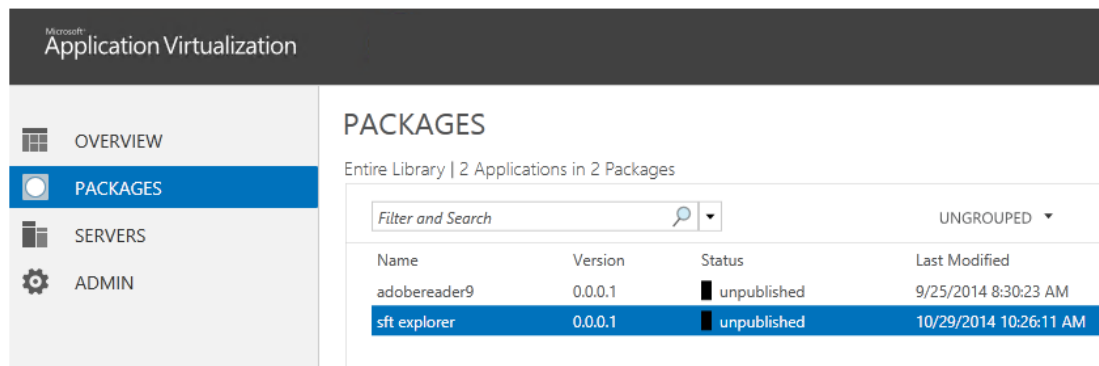 Microsoft®
Application Virtualization
OVERVIEW
PACKAGES
SERVERS
ADMIN
PACKAGES
Entire Library | 2 Applications in 2 Packages
Filter and Search
UNGROUPED
Name Version Status Last Modified
adobereader9 0.0.0.1 unpublished 9/25/2014 8:30:23 AM
sft explorer 0.0.0.1 unpublished 10/29/2014 10:26:11 AM